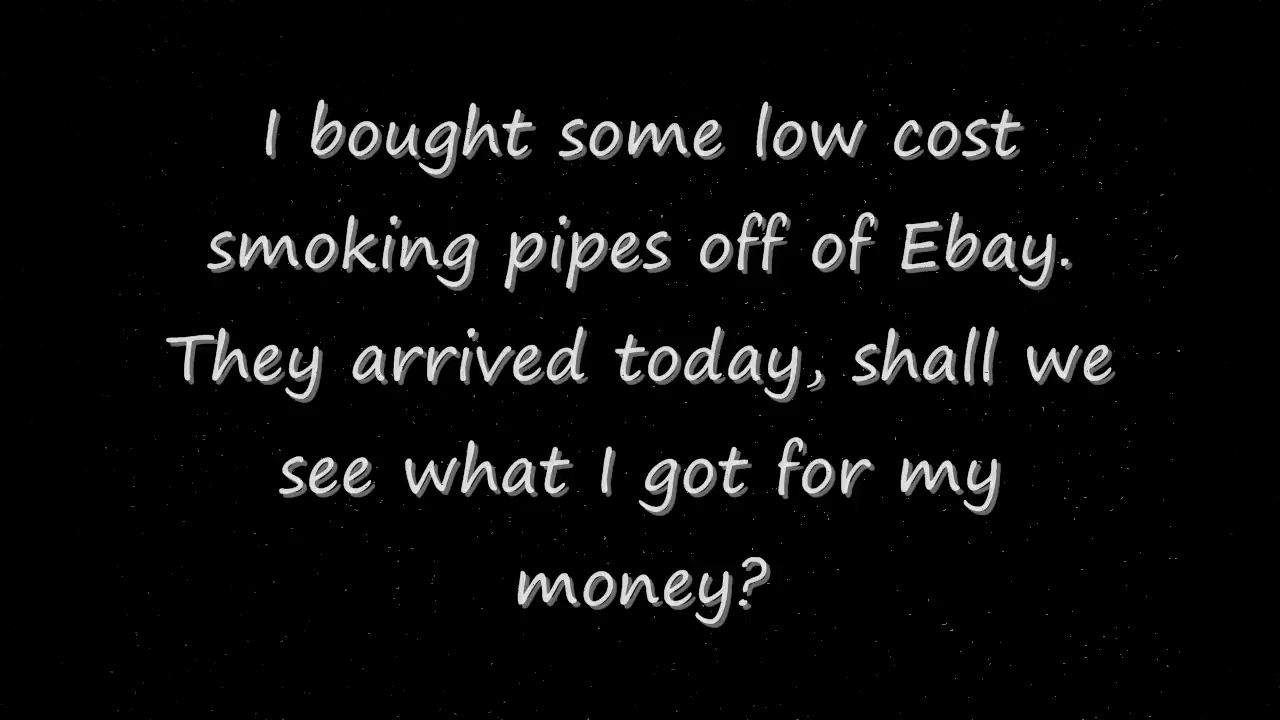 I bought some low cost
smoking pipes off of Ebay.
They arrived today, shall we
see what I got for my
money?